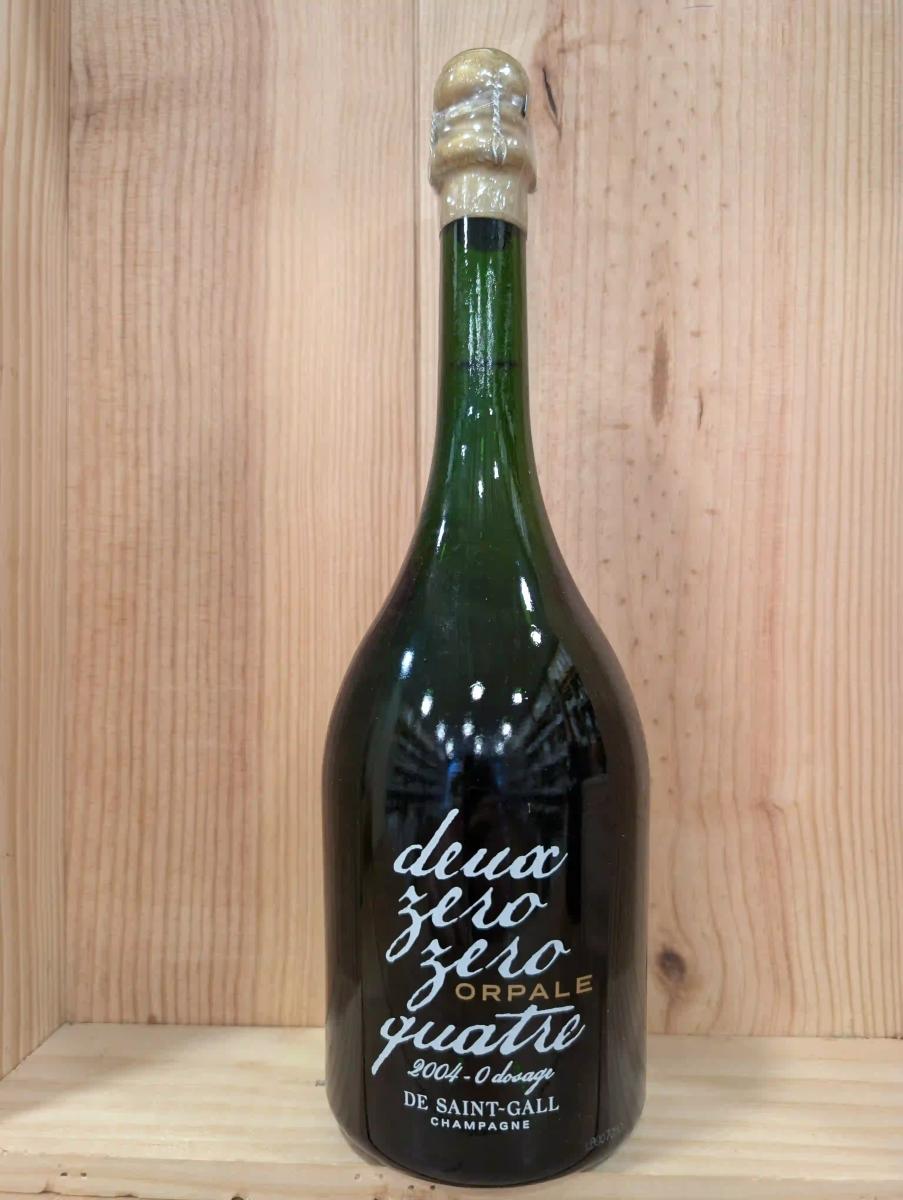 deux
zero
zero
ORPALE
quatre
2004 - 0 dosage
DE SAINT-GALL
CHAMPAGNE